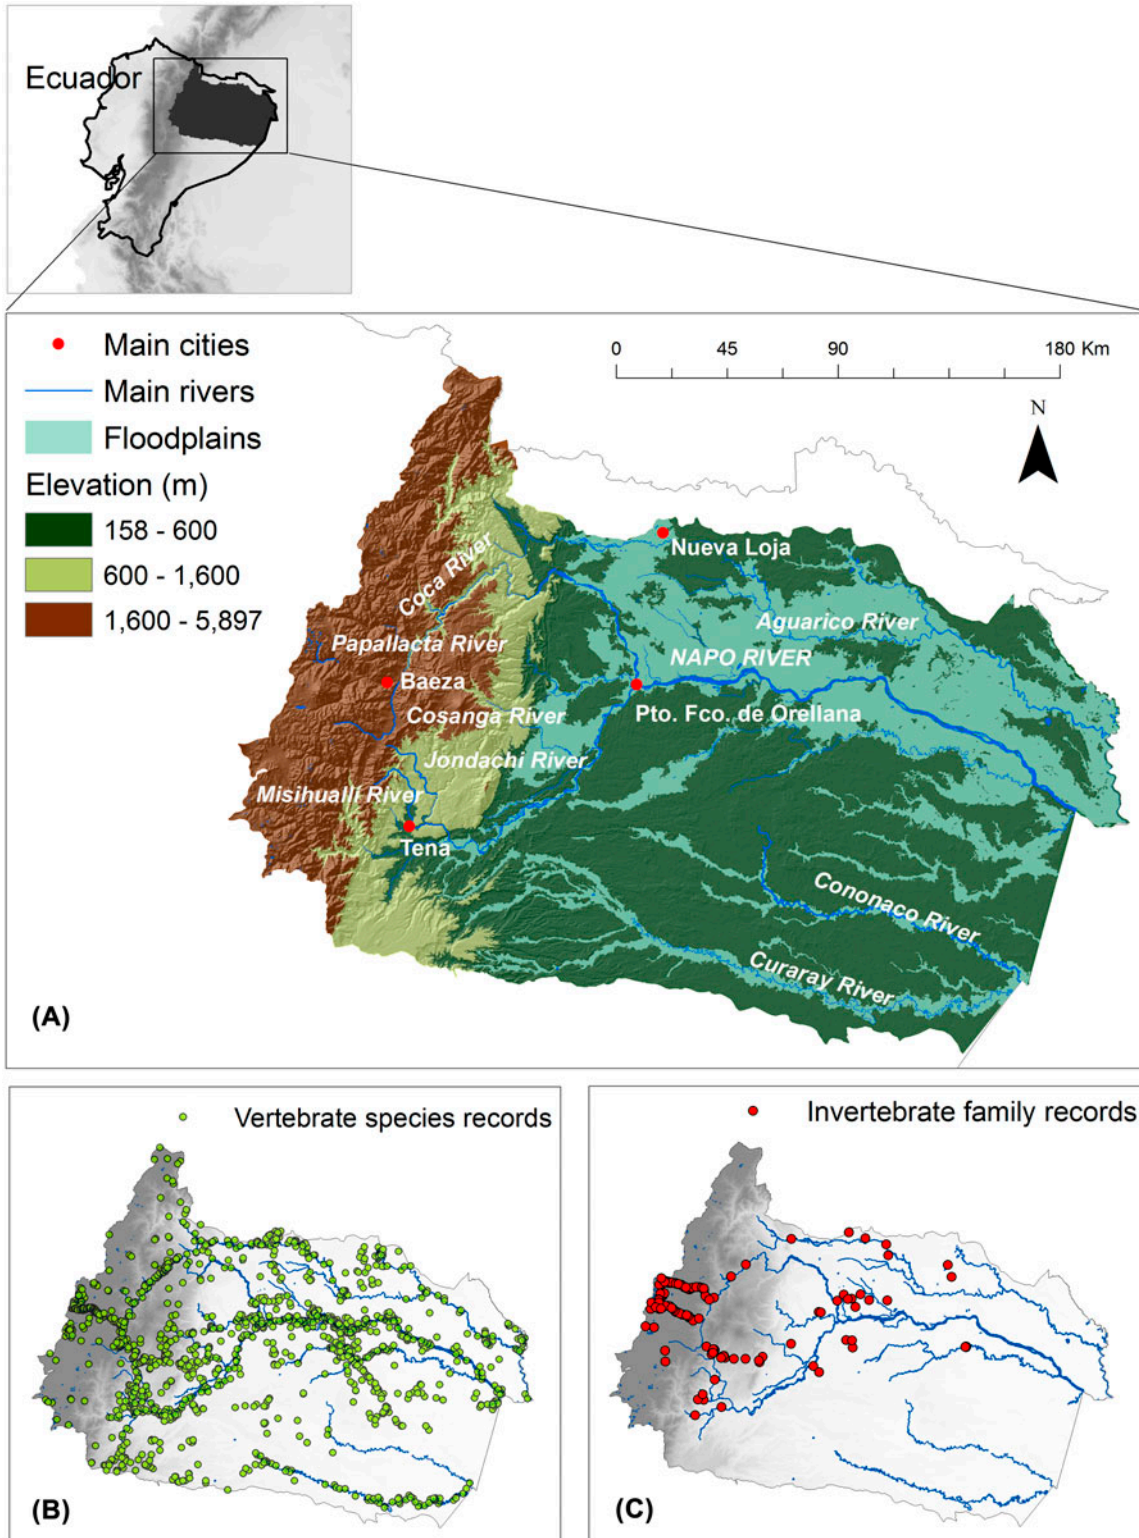 Ecuador
Main cities
Main rivers
Floodplains
Elevation (m)
158 - 600
600 - 1,600
1,600 - 5,897
0 45 90 180 Km
N
Nueva Loja
Coca River
Aguarico River
Papallacta River
NAPO RIVER
Baeza
Cosanga River
Pto. Fco. de Orellana
Jondachi River
Misihualli River
Tena
Cononaco River
Curaray River
(A)
Vertebrate species records
(B)
Invertebrate family records
(C)